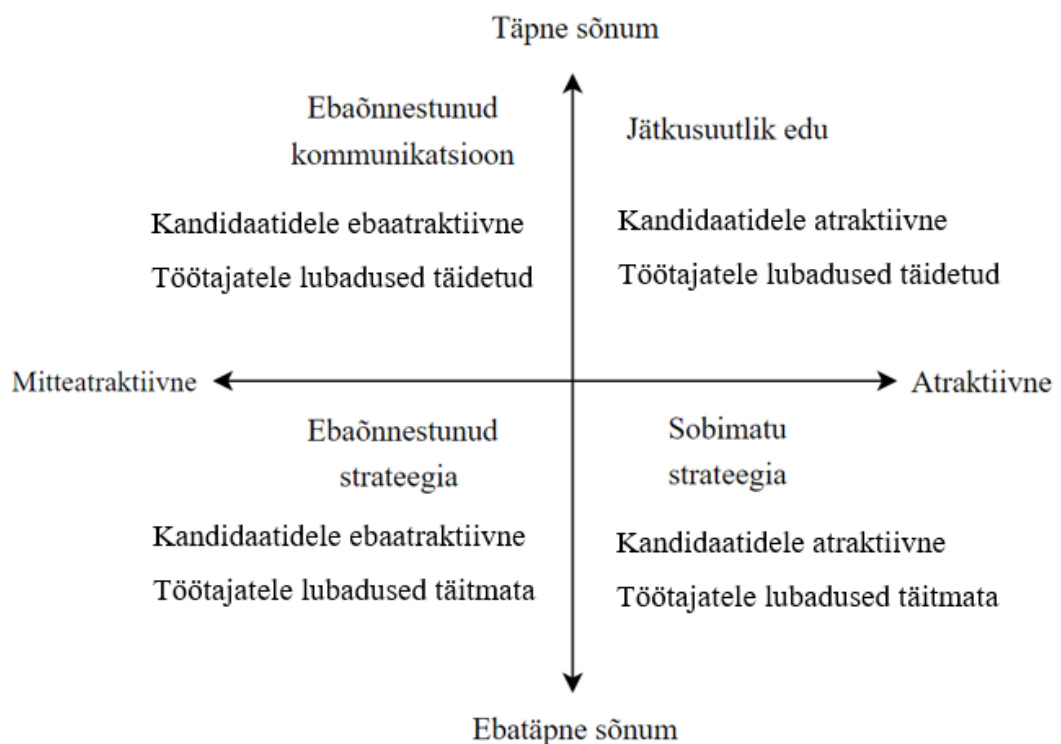 Täpne sõnum
Ebaõnnestunud
kommunikatsioon
Jätkusuutlik edu
Kandidaatidele ebaatraktiivne
Töötajatele lubadused täidetud
Kandidaatidele atraktiivne
Töötajatele lubadused täidetud
Mitteatraktiivne
Atraktiivne
Ebaõnnestunud
strateegia
Sobimatu
strateegia
Kandidaatidele ebaatraktiivne
Töötajatele lubadused täitmata
Kandidaatidele atraktiivne
Töötajatele lubadused täitmata
Ebatäpne sõnum